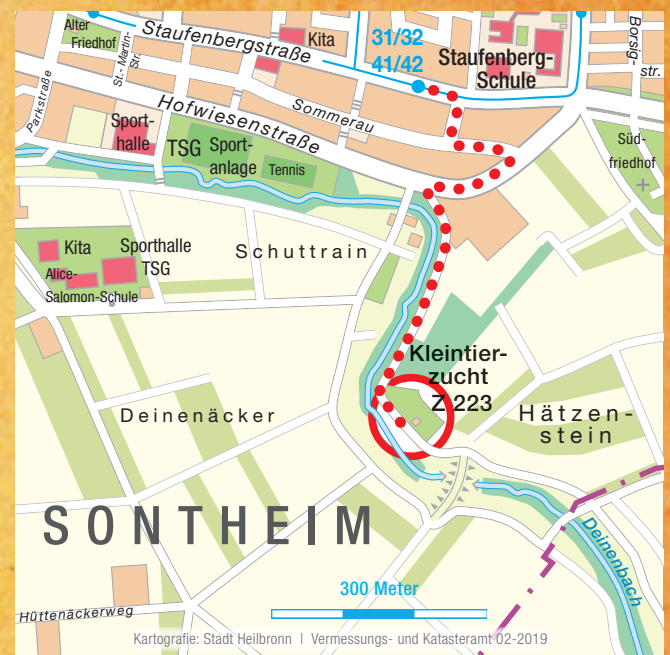 Alter
Friedhof
St.- Martin-
Str.
Staufenbergstraße
Kita
31/32
41/42
Staufenberg-
Schule
Borsig-
str.
Parkstraße
Sport-
halle
Hofwiesenstraße
Sommerau
TSG Sport-
anlage
Tennis
Süd-
friedhof
Kita
Sporthalle
TSG
Alice-
Salomon-Schule
Schuttrain
Kleintier-
zucht
Z 223
Hätzen-
stein
Deinenäcker
SONTHEIM
Deinenbach
300 Meter
Hüttenäckerweg
Kartografie: Stadt Heilbronn | Vermessungs- und Katasteramt 02-2019